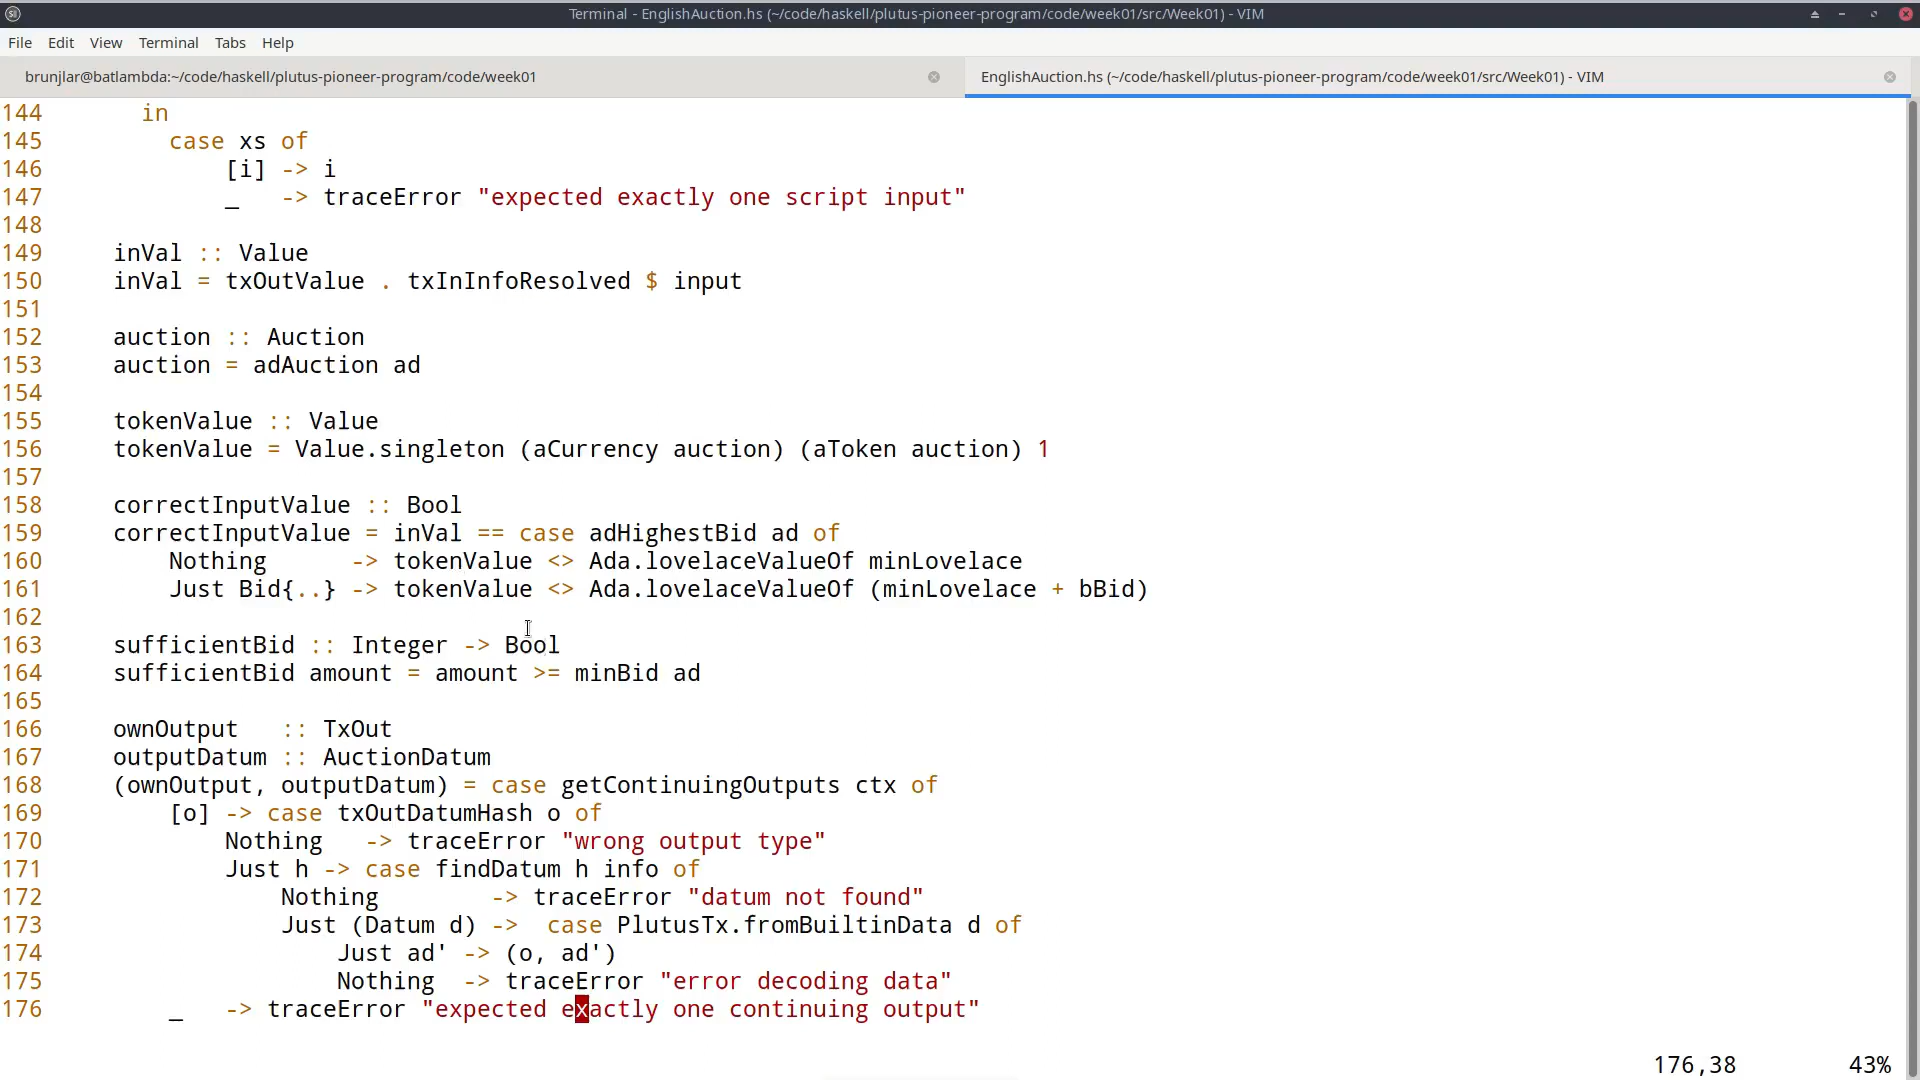 Terminal - EnglishAuction.hs (~/code/haskell/plutus-pioneer-program/code/week01/src/Week01) - VIM
File Edit View Terminal Tabs Help
brunjlar@batlambda:~/code/haskell/plutus-pioneer-program/code/week01 EnglishAuction.hs (~/code/haskell/plutus-pioneer-program/code/week01/src/Week01) - VIM
144       in
145         case xs of
146             [i] -> i
147             _   -> traceError "expected exactly one script input"
148
149     inVal :: Value
150     inVal = txOutValue . txInInfoResolved $ input
151
152     auction :: Auction
153     auction = adAuction ad
154
155     tokenValue :: Value
156     tokenValue = Value.singleton (aCurrency auction) (aToken auction) 1
157
158     correctInputValue :: Bool
159     correctInputValue = inVal == case adHighestBid ad of
160         Nothing      -> tokenValue <> Ada.lovelaceValueOf minLovelace
161         Just Bid{..} -> tokenValue <> Ada.lovelaceValueOf (minLovelace + bBid)
162
163     sufficientBid :: Integer -> Bool
164     sufficientBid amount = amount >= minBid ad
165
166     ownOutput   :: TxOut
167     outputDatum :: AuctionDatum
168     (ownOutput, outputDatum) = case getContinuingOutputs ctx of
169         [o] -> case txOutDatumHash o of
170             Nothing   -> traceError "wrong output type"
171             Just h -> case findDatum h info of
172                 Nothing        -> traceError "datum not found"
173                 Just (Datum d) ->  case PlutusTx.fromBuiltinData d of
174                     Just ad' -> (o, ad')
175                     Nothing  -> traceError "error decoding data"
176         _   -> traceError "expected exactly one continuing output"
176,38 43%